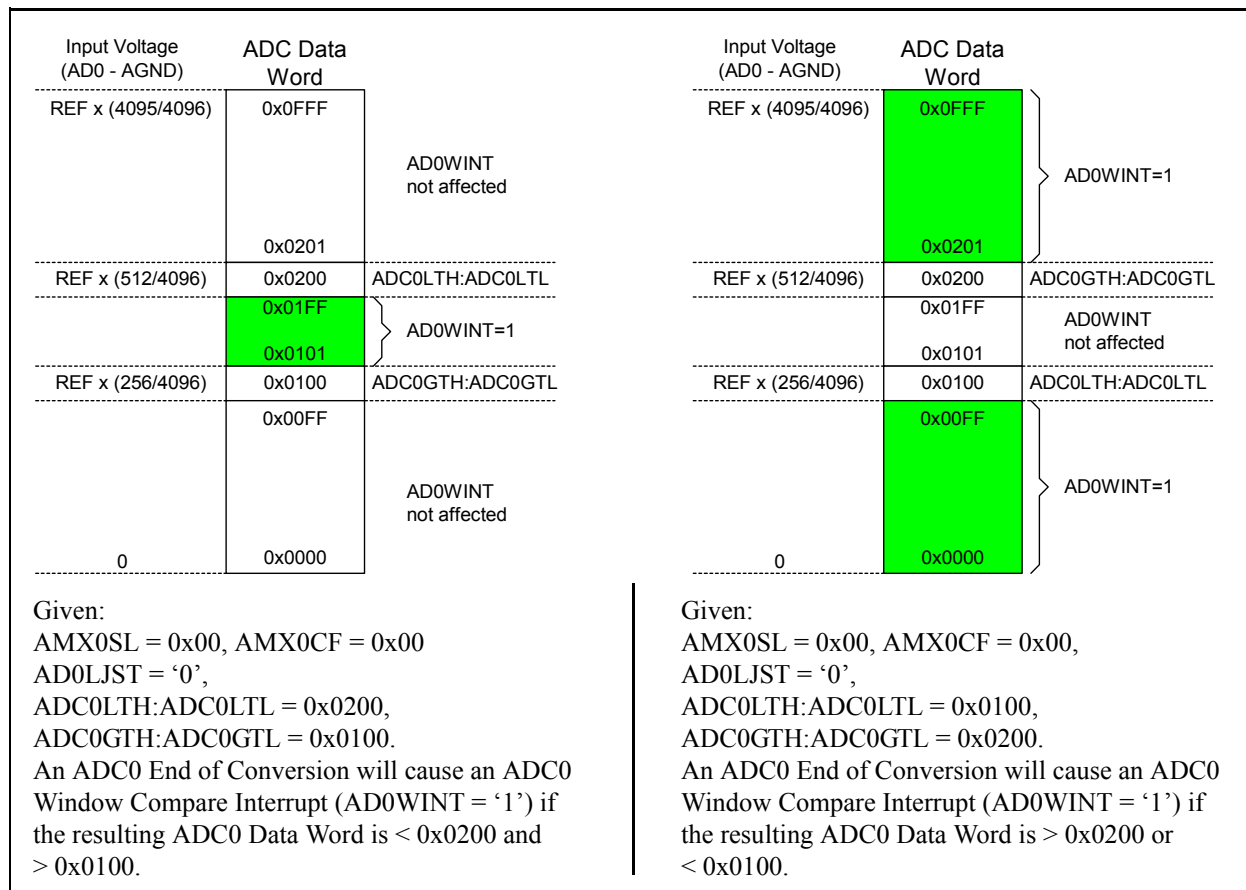 Input Voltage
(AD0 - AGND)
ADC Data
Word
REF x (4095/4096)
0x0FFF
AD0WINT
not affected
0x0201
REF x (512/4096)
0x0200
ADC0LTH:ADC0LTL
0x01FF
AD0WINT=1
0x0101
REF x (256/4096)
0x0100
ADC0GTH:ADC0GTL
0x00FF
AD0WINT
not affected
0
0x0000
Given:
AMX0SL = 0x00, AMX0CF = 0x00
AD0LJST = ‘0’,
ADC0LTH:ADC0LTL = 0x0200,
ADC0GTH:ADC0GTL = 0x0100.
An ADC0 End of Conversion will cause an ADC0
Window Compare Interrupt (AD0WINT = ‘1’) if
the resulting ADC0 Data Word is < 0x0200 and
> 0x0100.
Input Voltage
(AD0 - AGND)
ADC Data
Word
REF x (4095/4096)
0x0FFF
AD0WINT=1
0x0201
REF x (512/4096)
0x0200
ADC0GTH:ADC0GTL
0x01FF
AD0WINT
not affected
0x0101
REF x (256/4096)
0x0100
ADC0LTH:ADC0LTL
0x00FF
AD0WINT=1
0
0x0000
Given:
AMX0SL = 0x00, AMX0CF = 0x00,
AD0LJST = ‘0’,
ADC0LTH:ADC0LTL = 0x0100,
ADC0GTH:ADC0GTL = 0x0200.
An ADC0 End of Conversion will cause an ADC0
Window Compare Interrupt (AD0WINT = ‘1’) if
the resulting ADC0 Data Word is > 0x0200 or
< 0x0100.